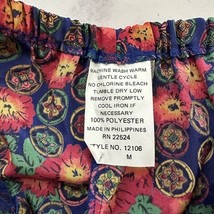 MACHINE WASH WARM
GENTLE CYCLE
NO CHLORINE BLEACH
TUMBLE DRY LOW
REMOVE PROMPTLY
COOL IRON IF
NECESSARY
100% POLYESTER
MADE IN PHILIPPINES
RN 22524
STYLE NO. 12106
M